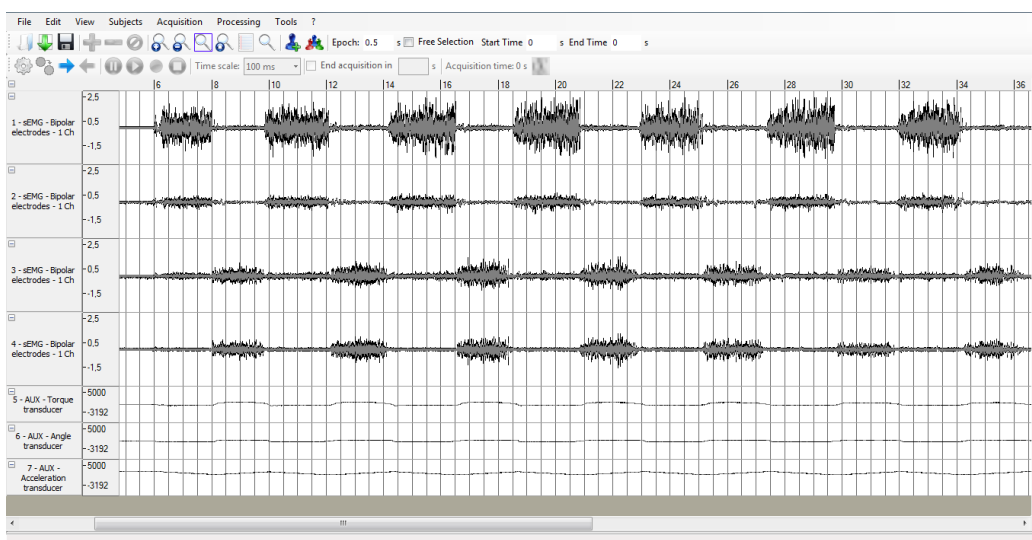 File Edit View Subjects Acquisition Processing Tools ?
Epoch: 0.5 s Free Selection Start Time 0 s End Time 0 s
Time scale: 100 ms End acquisition in s Acquisition time: 0 s
6 8 10 12 14 16 18 20 22 24 26 28 30 32 34 36
1 - sEMG - Bipolar
electrodes - 1 Ch
2,5
0,5
-1,5
2 - sEMG - Bipolar
electrodes - 1 Ch
2,5
0,5
-1,5
3 - sEMG - Bipolar
electrodes - 1 Ch
2,5
0,5
-1,5
4 - sEMG - Bipolar
electrodes - 1 Ch
2,5
0,5
-1,5
5 - AUX - Torque
transducer
5000
-3192
6 - AUX - Angle
transducer
5000
-3192
7 - AUX -
Acceleration
transducer
5000
-3192